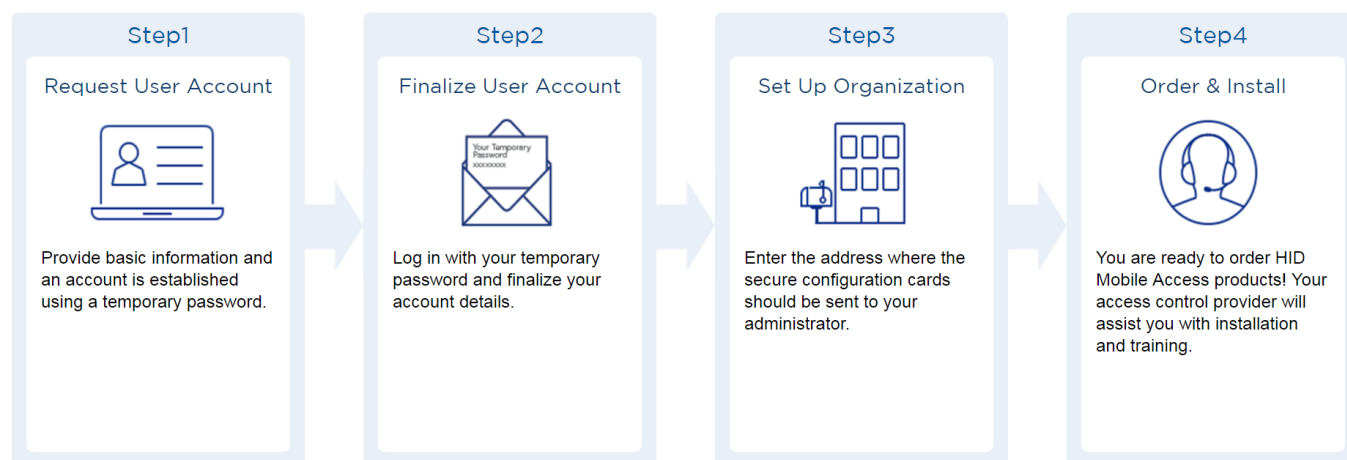 Step1
Request User Account
Provide basic information and
an account is established
using a temporary password.
Step2
Finalize User Account
Your Temporary
Password
xxxxxxxxx
Log in with your temporary
password and finalize your
account details.
Step3
Set Up Organization
Enter the address where the
secure configuration cards
should be sent to your
administrator.
Step4
Order & Install
You are ready to order HID
Mobile Access products! Your
access control provider will
assist you with installation
and training.